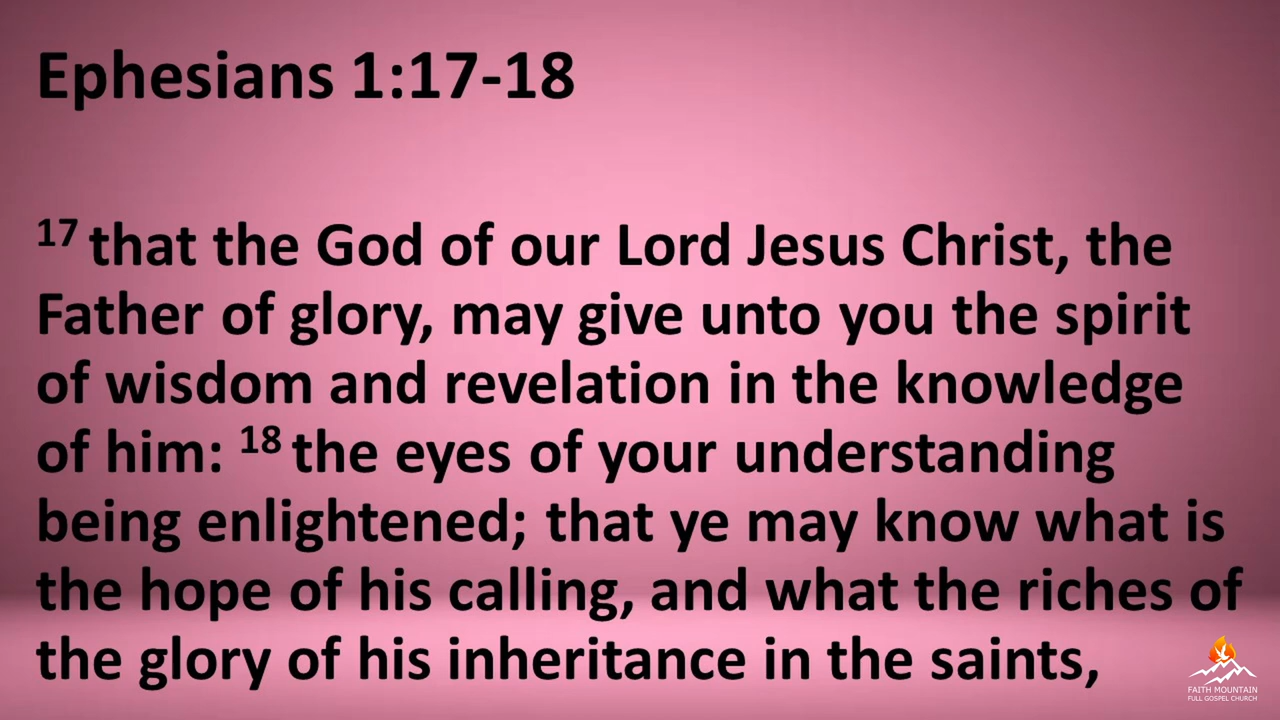 Ephesians 1:17-18
17 that the God of our Lord Jesus Christ, the
Father of glory, may give unto you the spirit
of wisdom and revelation in the knowledge
of him: 18 the eyes of your understanding
being enlightened; that ye may know what is
the hope of his calling, and what the riches of
the glory of his inheritance in the saints,
FAITH MOUNTAIN
FULL GOSPEL CHURCH